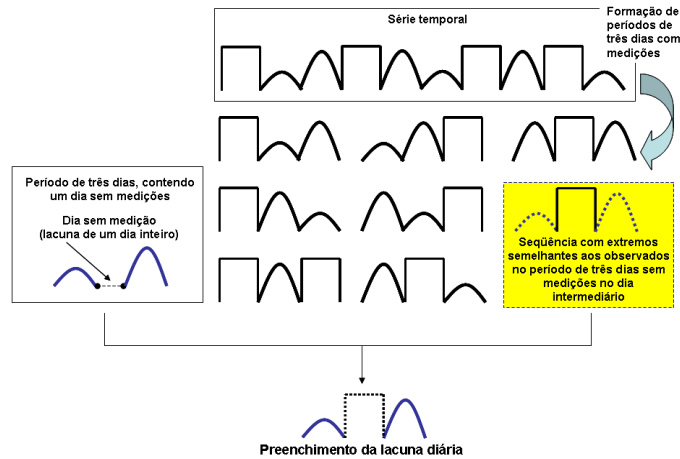 Série temporal
Formação de
períodos de
três dias com
medições
Período de três dias, contendo
um dia sem medições
Dia sem medição
(lacuna de um dia inteiro)
Seqüência com extremos
semelhantes aos observados
no período de três dias sem
medições no dia
intermediário
Preenchimento da lacuna diária